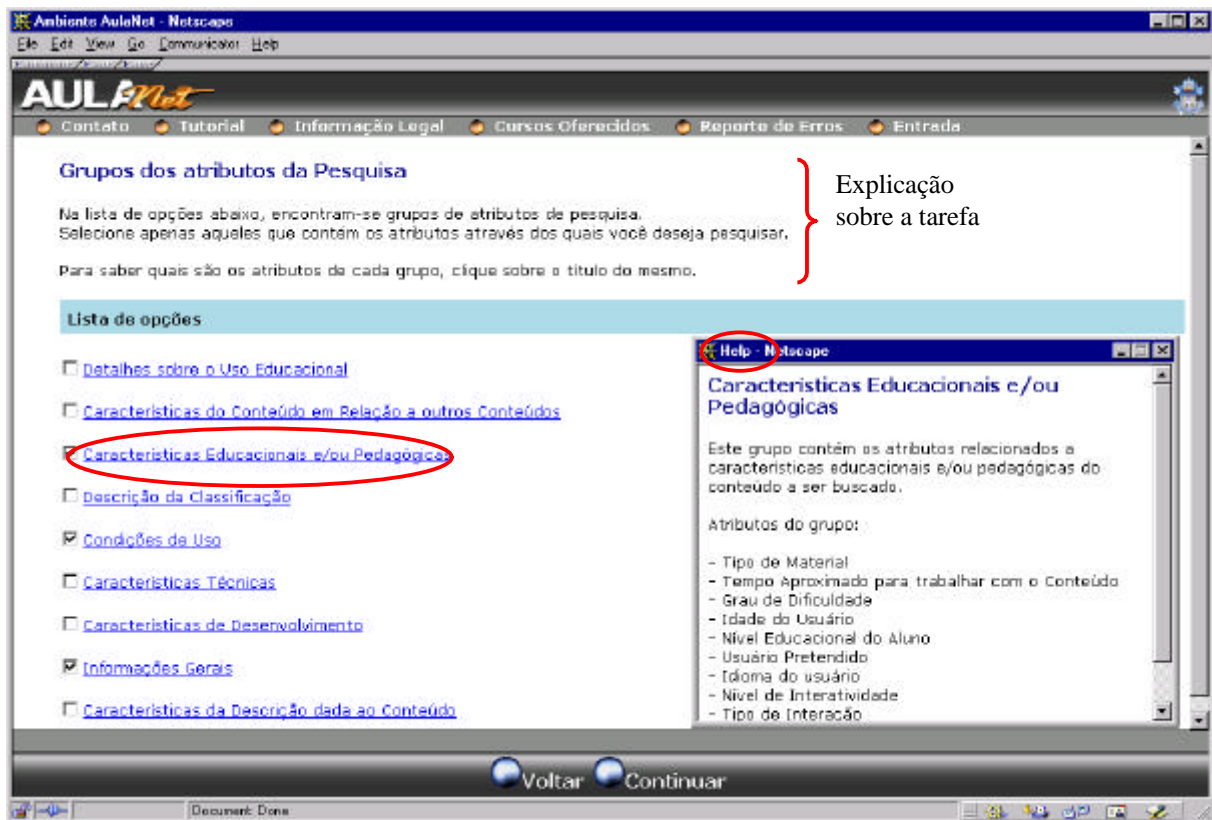 Ambiente AulaNet - Netscape
File Edit View Go Communicator Help
AULANet
Contato Tutorial Informação Legal Cursos Oferecidos Reporte de Erros Entrada
Grupos dos atributos da Pesquisa
Na lista de opções abaixo, encontram-se grupos de atributos de pesquisa.
Selecione apenas aqueles que contém os atributos através dos quais você deseja pesquisar.
Para saber quais são os atributos de cada grupo, clique sobre o título do mesmo.
Explicação
sobre a tarefa
Lista de opções
Detalhes sobre o Uso Educacional
Características do Conteúdo em Relação a outros Conteúdos
Características Educacionais e/ou Pedagógicas
Descrição da Classificação
Condições de Uso
Características Técnicas
Características de Desenvolvimento
Informações Gerais
Características da Descrição dada ao Conteúdo
Help - Netscape
Características Educacionais e/ou
Pedagógicas
Este grupo contém os atributos relacionados a
características educacionais e/ou pedagógicas do
conteúdo a ser buscado.
Atributos do grupo:
- Tipo de Material
- Tempo Aproximado para trabalhar com o Conteúdo
- Grau de Dificuldade
- Idade do Usuário
- Nível Educacional do Aluno
- Usuário Pretendido
- Idioma do usuário
- Nível de Interatividade
- Tipo de Interação
Voltar Continuar
Document: Done